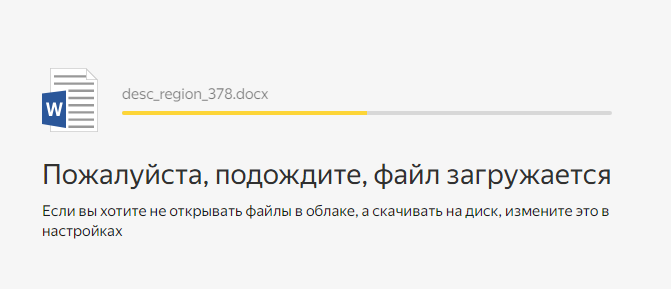 W
desc_region_378.docx
Пожалуйста, подождите, файл загружается
Если вы хотите не открывать файлы в облаке, а скачивать на диск, измените это в
настройках